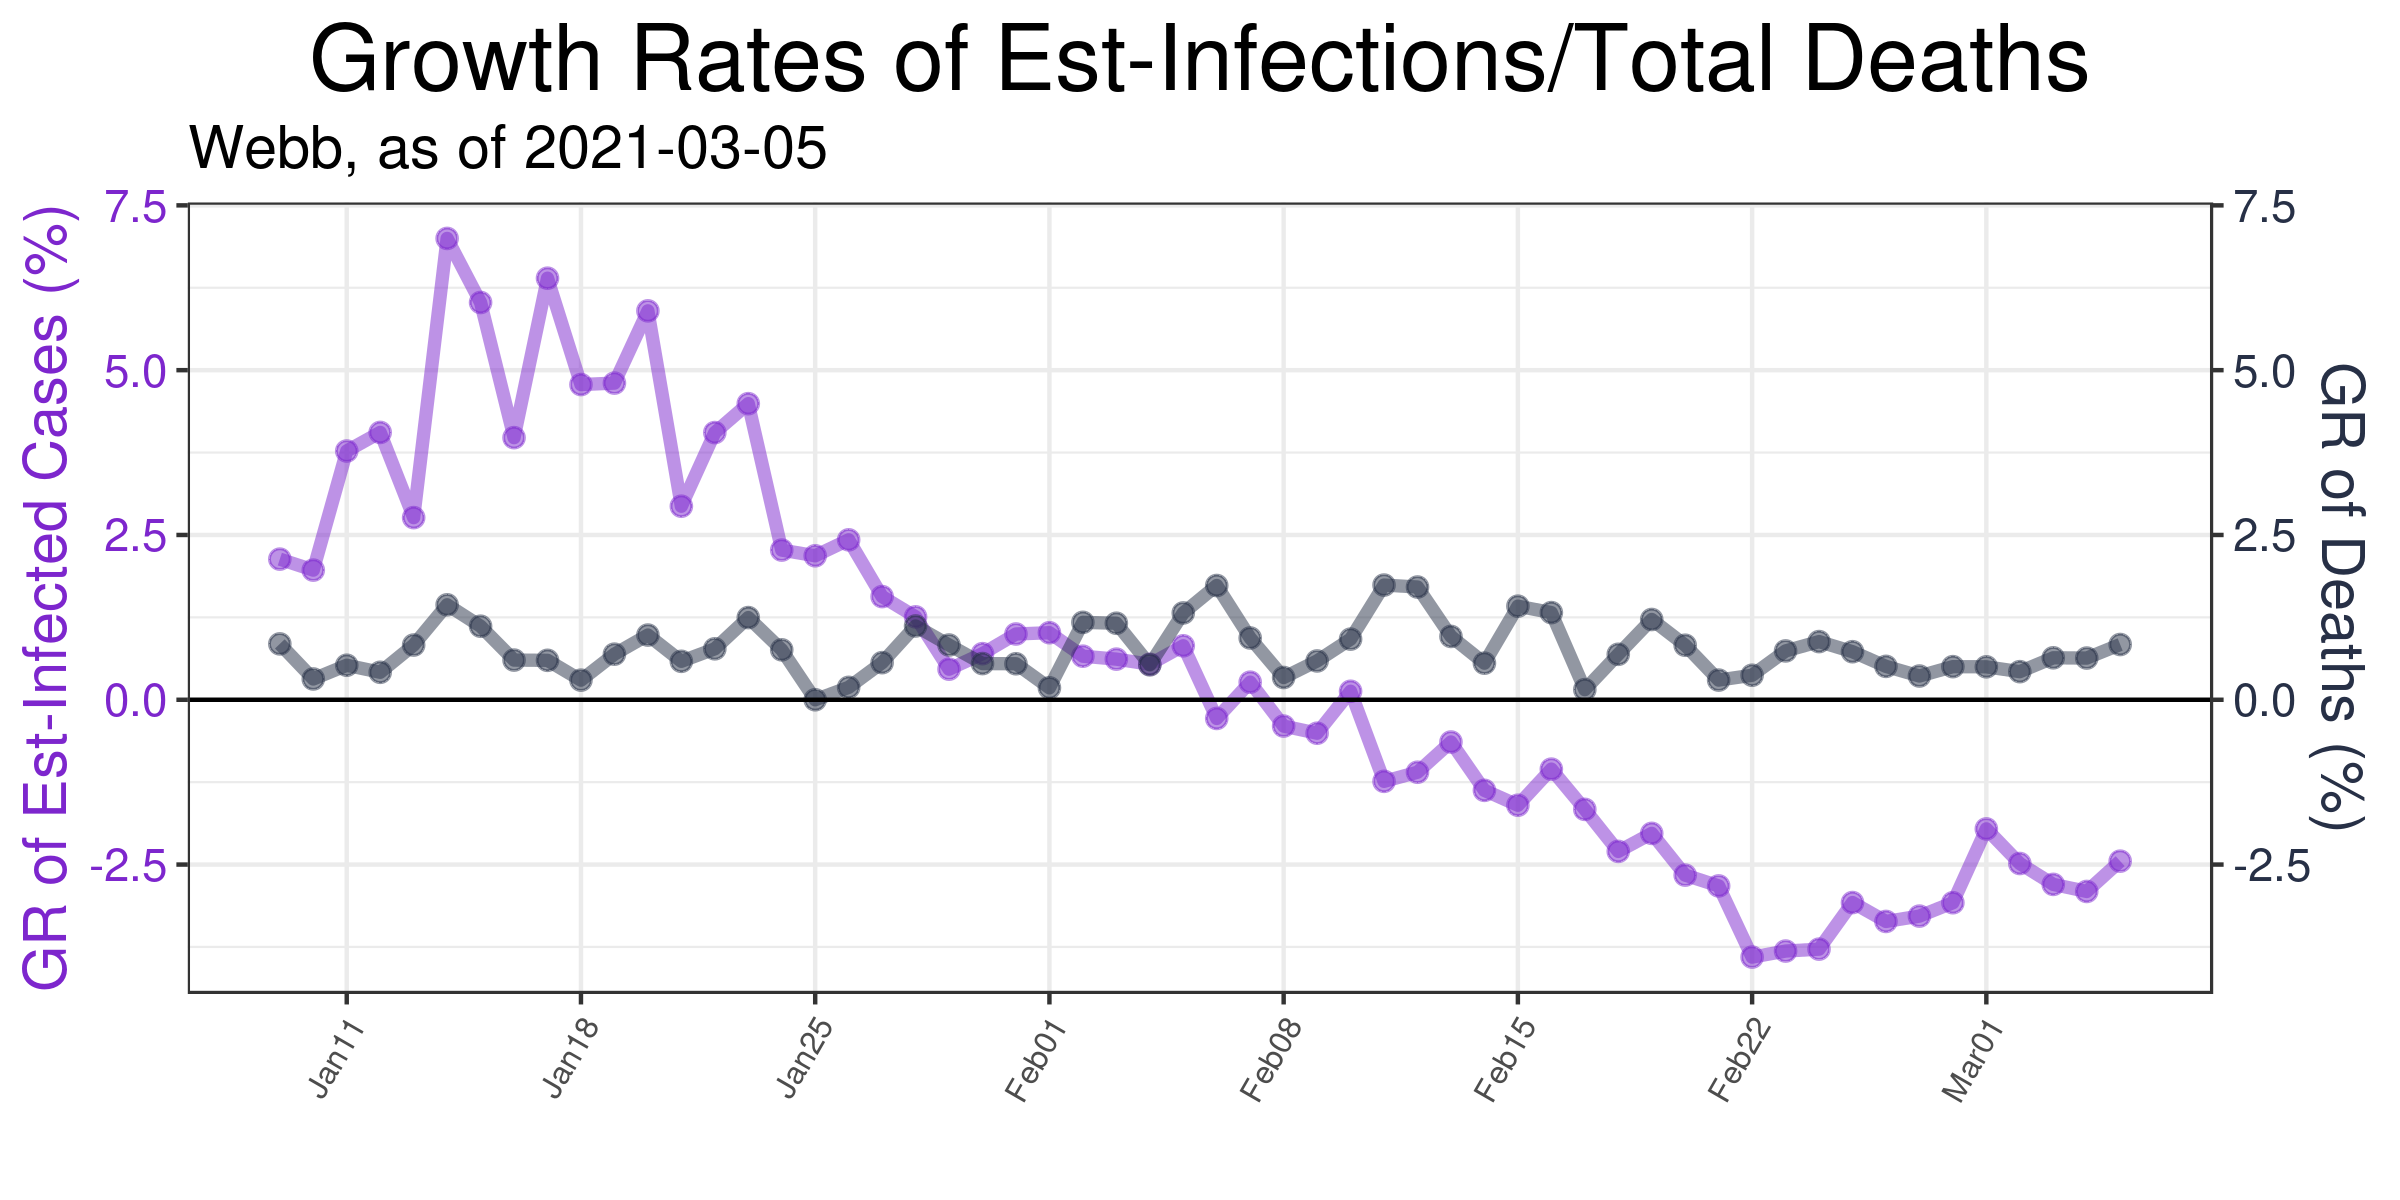 Growth Rates of Est-Infections/Total Deaths
Webb, as of 2021-03-05
GR of Est-Infected Cases (%)
7.5
5.0
2.5
0.0
-2.5
7.5
5.0
2.5
0.0
-2.5
GR of Deaths (%)
Jan11
Jan18
Jan25
Feb01
Feb08
Feb15
Feb22
Mar01